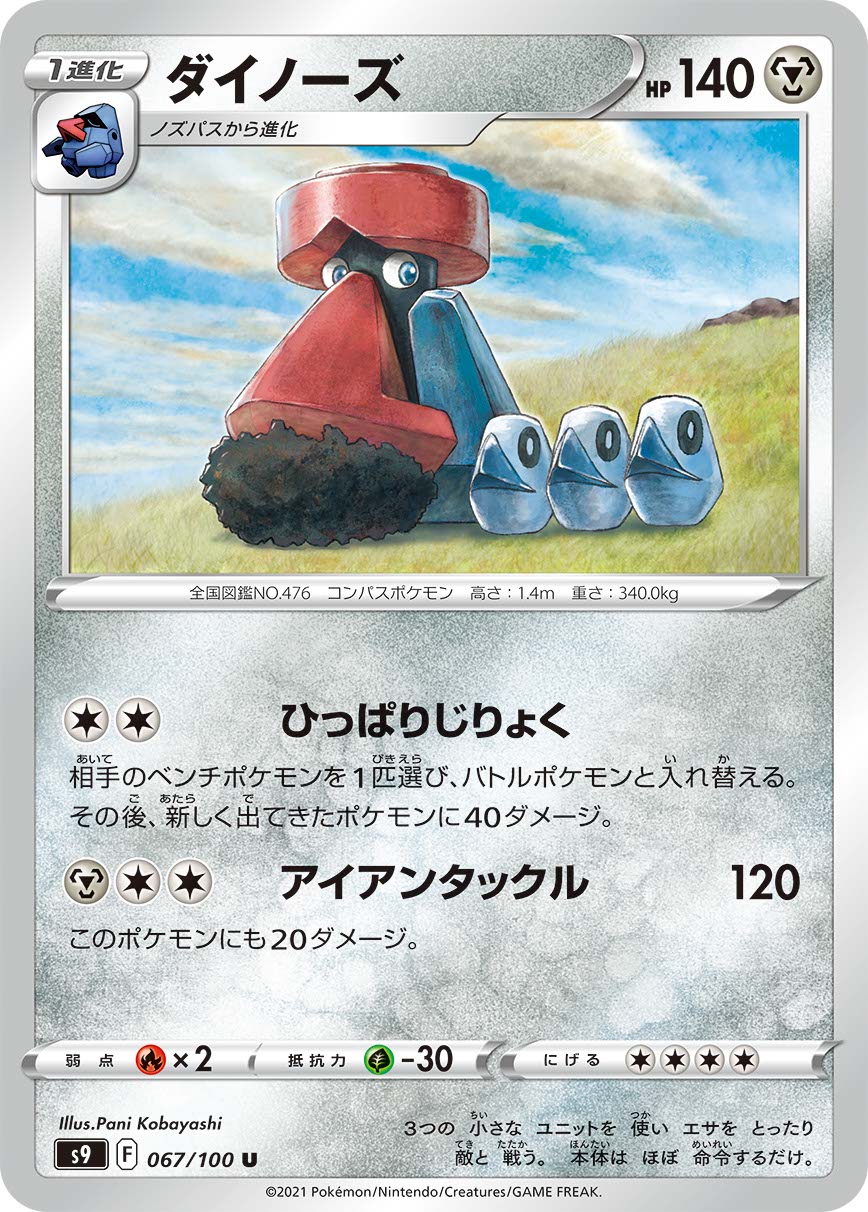 1進化
ダイノーズ
HP 140
ノズパスから進化
全国図鑑NO.476 コンパスポケモン 高さ:1.4m 重さ:340.0kg
ひっぱりじりょく
相手のベンチポケモンを1匹選び、バトルポケモンと入れ替える。
その後、新しく出てきたポケモンに40ダメージ。
アイアンタックル 120
このポケモンにも20ダメージ。
弱点 ×2 抵抗力 -30 にげる
Illus.Pani Kobayashi
3つの 小さな ユニットを 使い エサを とったり
敵と 戦う。 本体は ほぼ 命令するだけ。
s9 F 067/100 U
©2021 Pokémon/Nintendo/Creatures/GAME FREAK.